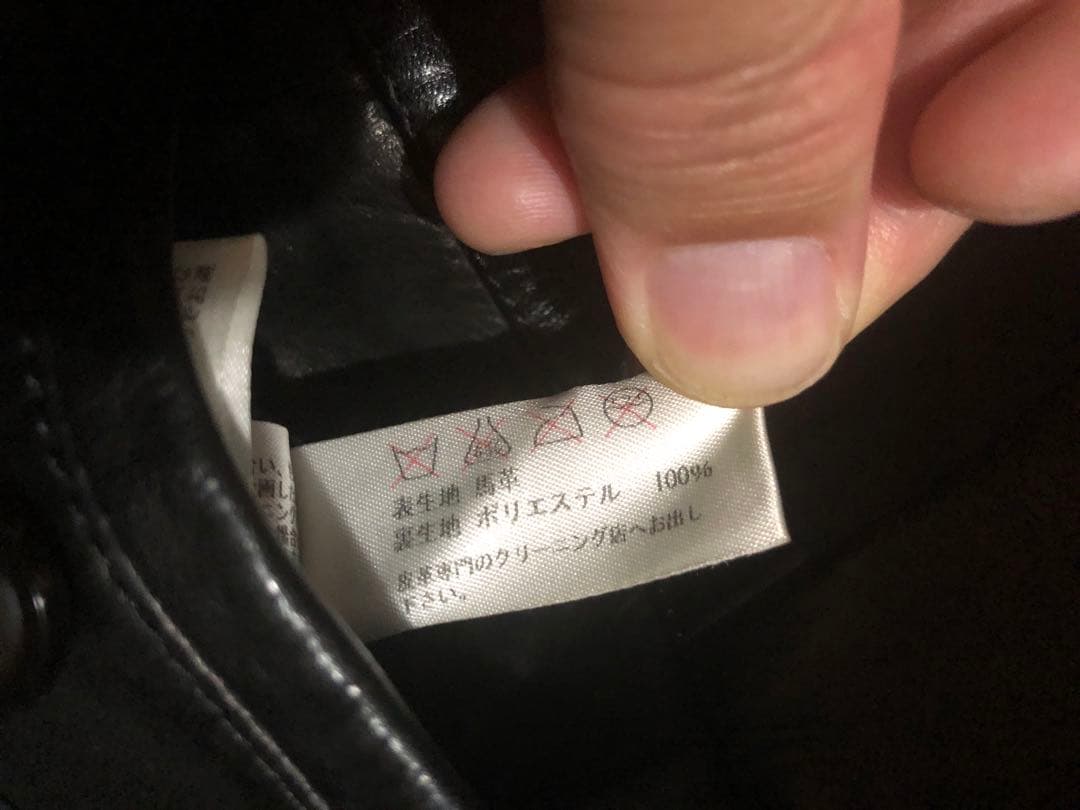 表生地 馬革
裏生地 ポリエステル 100%
皮革専門のクリーニング店へお出し
下さい。